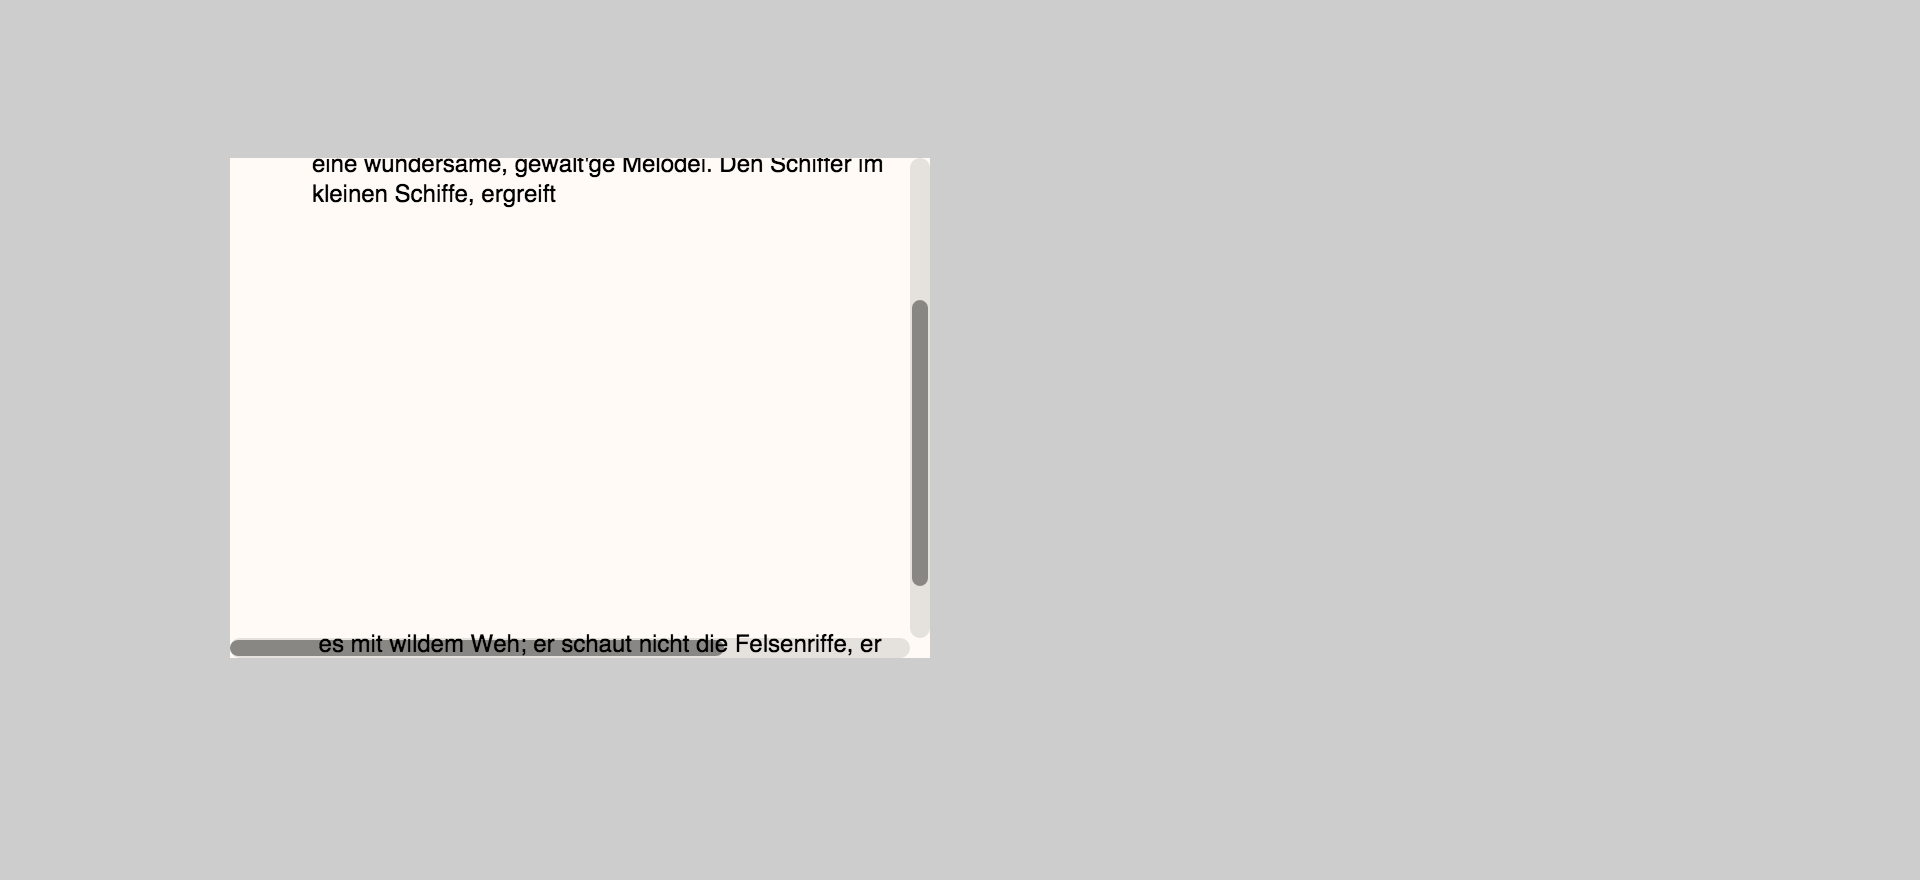 eine wundersame, gewalt'ge Melodei. Den Schiffer im
kleinen Schiffe, ergreift
es mit wildem Weh; er schaut nicht die Felsenriffe, er